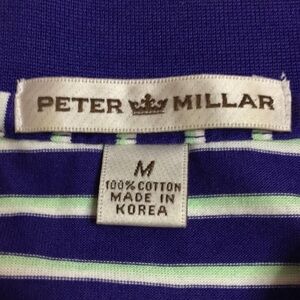 PETER MILLAR
M
100% COTTON
MADE IN
KOREA